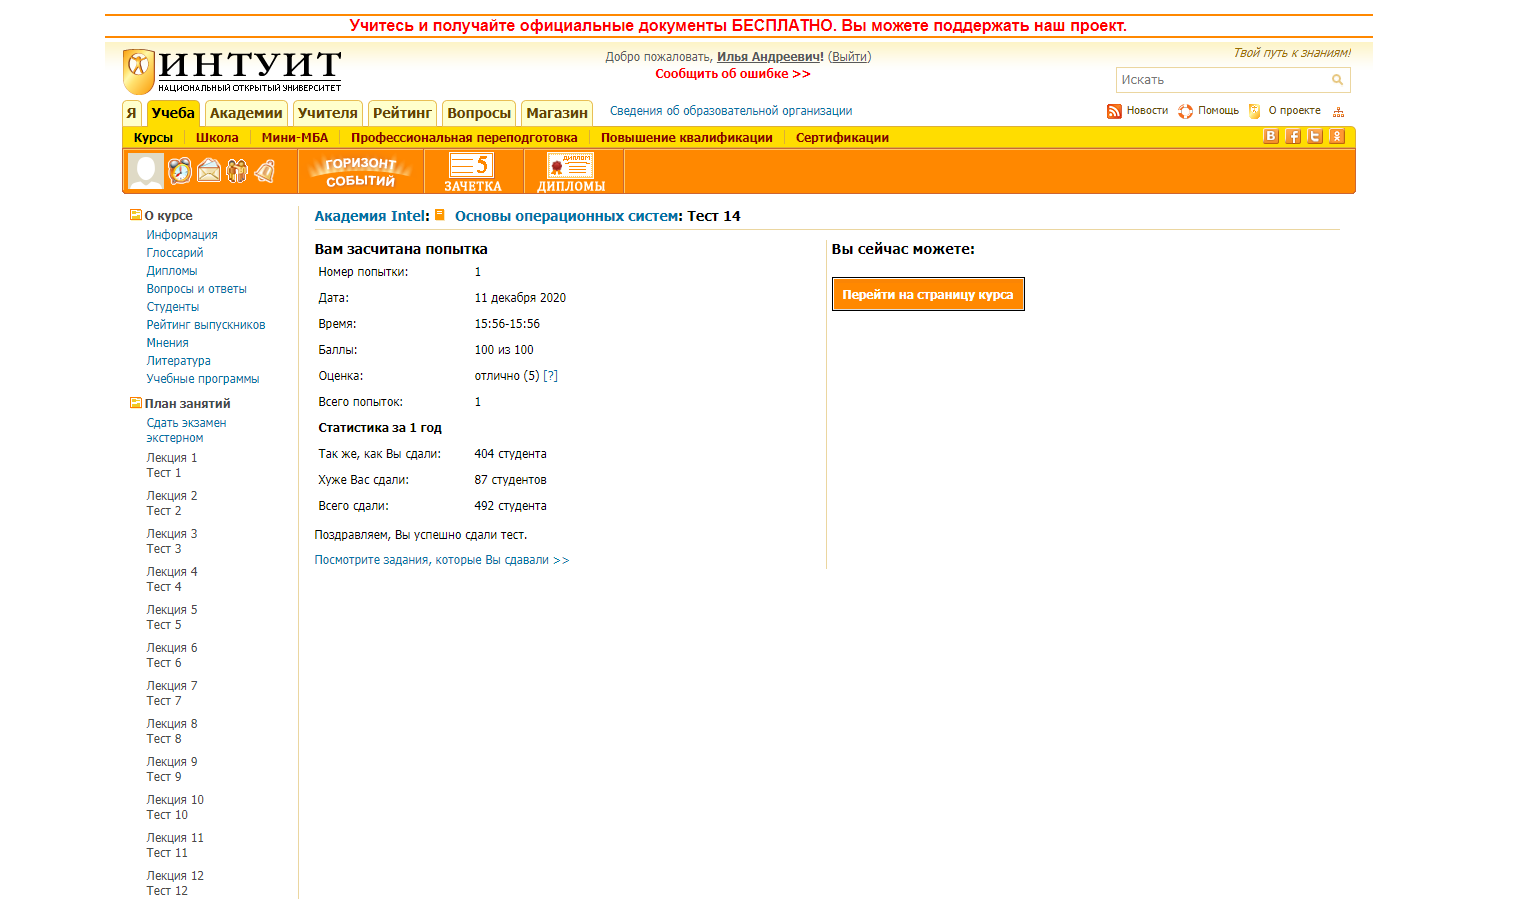 Учитесь и получайте официальные документы БЕСПЛАТНО. Вы можете поддержать наш проект.
ИНТУИТ
НАЦИОНАЛЬНЫЙ ОТКРЫТЫЙ УНИВЕРСИТЕТ
Добро пожаловать, Илья Андреевич! (Выйти)
Сообщить об ошибке >>
Твой путь к знаниям!
Искать
Я Учеба Академии Учителя Рейтинг Вопросы Магазин Сведения об образовательной организации
Новости Помощь О проекте
Курсы Школа Мини-МБА Профессиональная переподготовка Повышение квалификации Сертификации
ГОРИЗОНТ СОБЫТИЙ
5 ЗАЧЕТКА
ДИПЛОМ ДИПЛОМЫ
О курсе
Информация
Глоссарий
Дипломы
Вопросы и ответы
Студенты
Рейтинг выпускников
Мнения
Литература
Учебные программы
План занятий
Сдать экзамен
экстерном
Лекция 1
Тест 1
Лекция 2
Тест 2
Лекция 3
Тест 3
Лекция 4
Тест 4
Лекция 5
Тест 5
Лекция 6
Тест 6
Лекция 7
Тест 7
Лекция 8
Тест 8
Лекция 9
Тест 9
Лекция 10
Тест 10
Лекция 11
Тест 11
Лекция 12
Тест 12
Академия Intel: Основы операционных систем: Тест 14
Вам засчитана попытка
Номер попытки: 1
Дата: 11 декабря 2020
Время: 15:56-15:56
Баллы: 100 из 100
Оценка: отлично (5) [?]
Всего попыток: 1
Статистика за 1 год
Так же, как Вы сдали: 404 студента
Хуже Вас сдали: 87 студентов
Всего сдали: 492 студента
Поздравляем, Вы успешно сдали тест.
Посмотрите задания, которые Вы сдавали >>
Вы сейчас можете:
Перейти на страницу курса